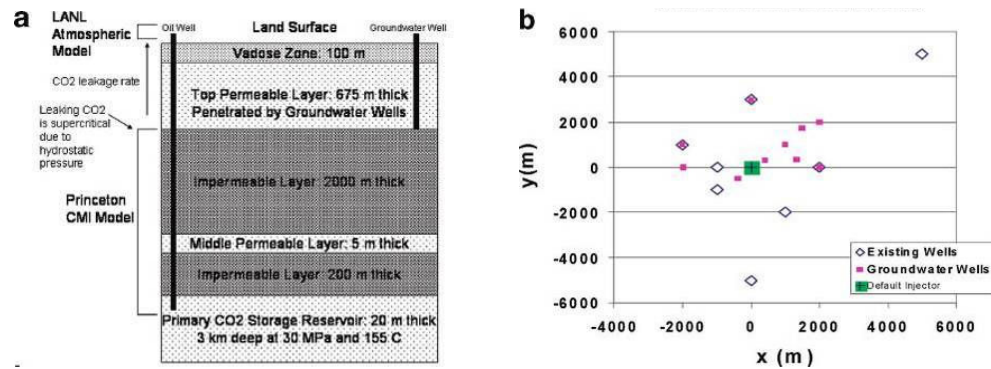 a
LANL
Atmospheric
Model
Oil Well
Land Surface
Groundwater Well
Vadose Zone: 100 m
CO2 leakage rate
Top Permeable Layer: 675 m thick
Penetrated by Groundwater Wells
Leaking CO2
is supercritical
due to
hydrostatic
pressure
Impermeable Layer: 2000 m thick
Princeton
CMI Model
Middle Permeable Layer: 5 m thick
Impermeable Layer: 200 m thick
Primary CO2 Storage Reservoir: 20 m thick
3 km deep at 30 MPa and 155 C
b
6000
4000
2000
0
-2000
-4000
-6000
y(m)
-4000 -2000 0 2000 4000 6000
x (m)
Existing Wells
Groundwater Wells
Default Injector